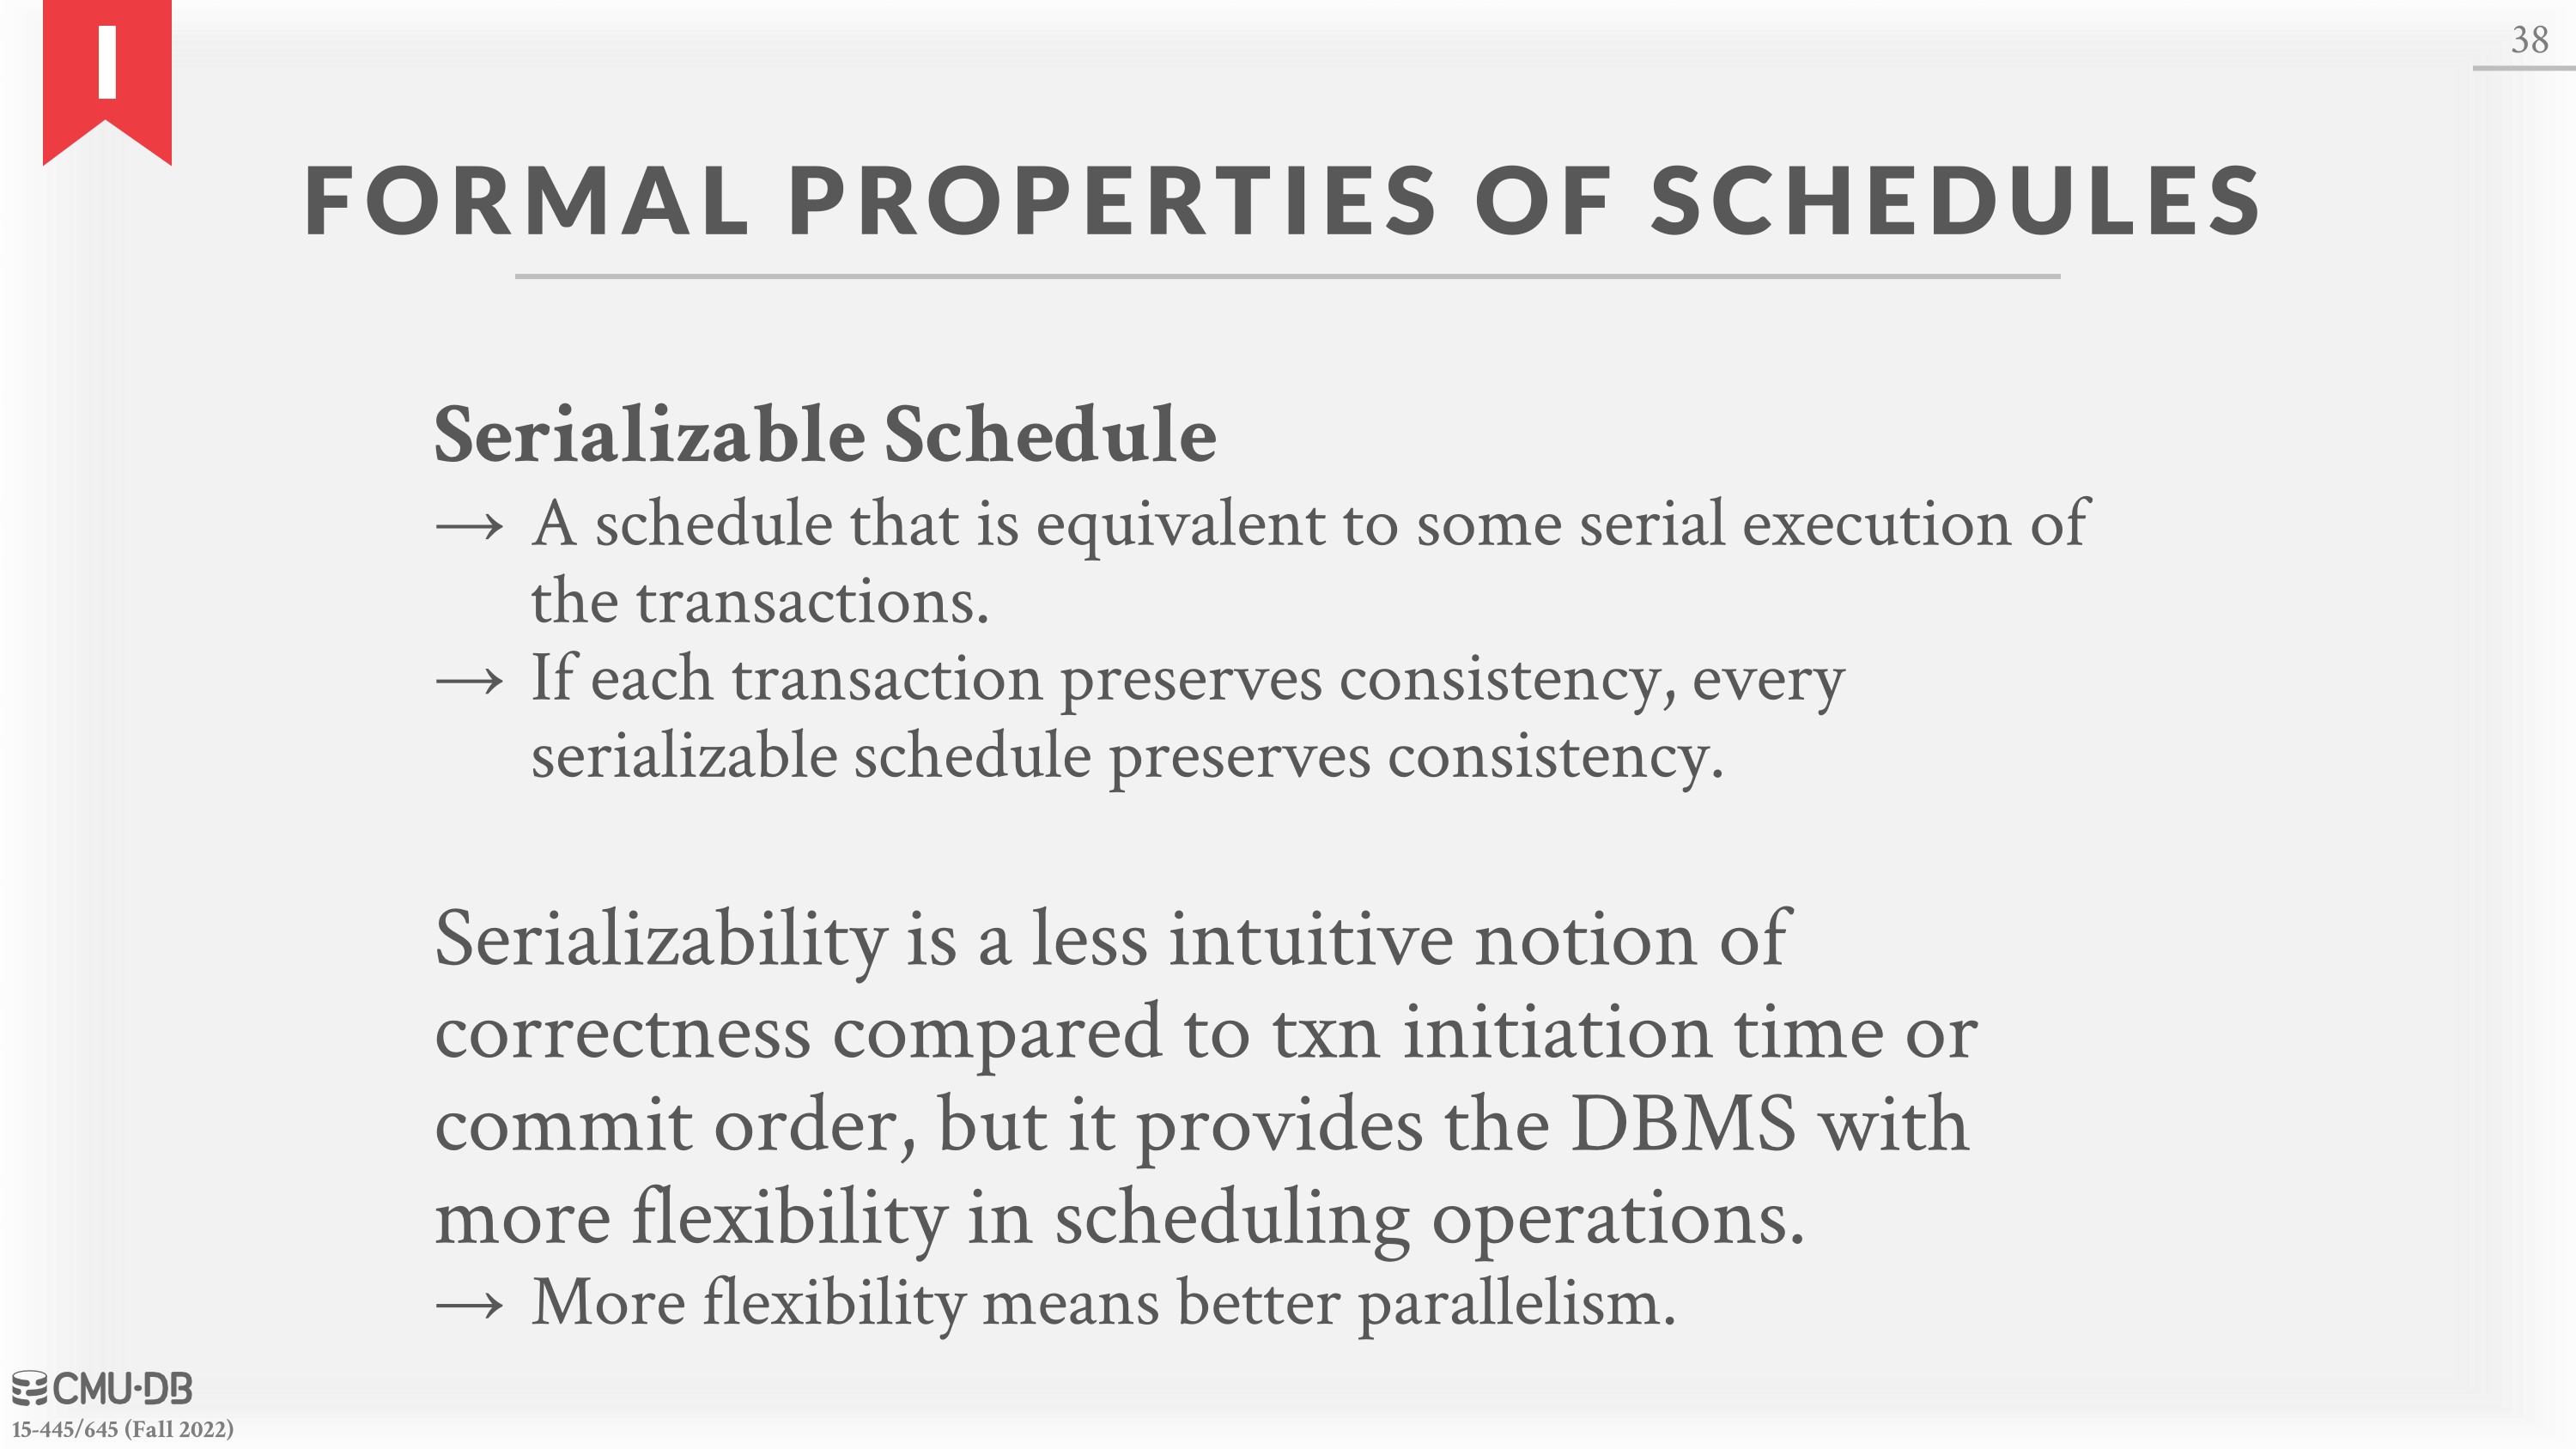 I
38
FORMAL PROPERTIES OF SCHEDULES
Serializable Schedule
→ A schedule that is equivalent to some serial execution of
the transactions.
→ If each transaction preserves consistency, every
serializable schedule preserves consistency.
Serializability is a less intuitive notion of
correctness compared to txn initiation time or
commit order, but it provides the DBMS with
more flexibility in scheduling operations.
→ More flexibility means better parallelism.
CMU·DB
15-445/645 (Fall 2022)